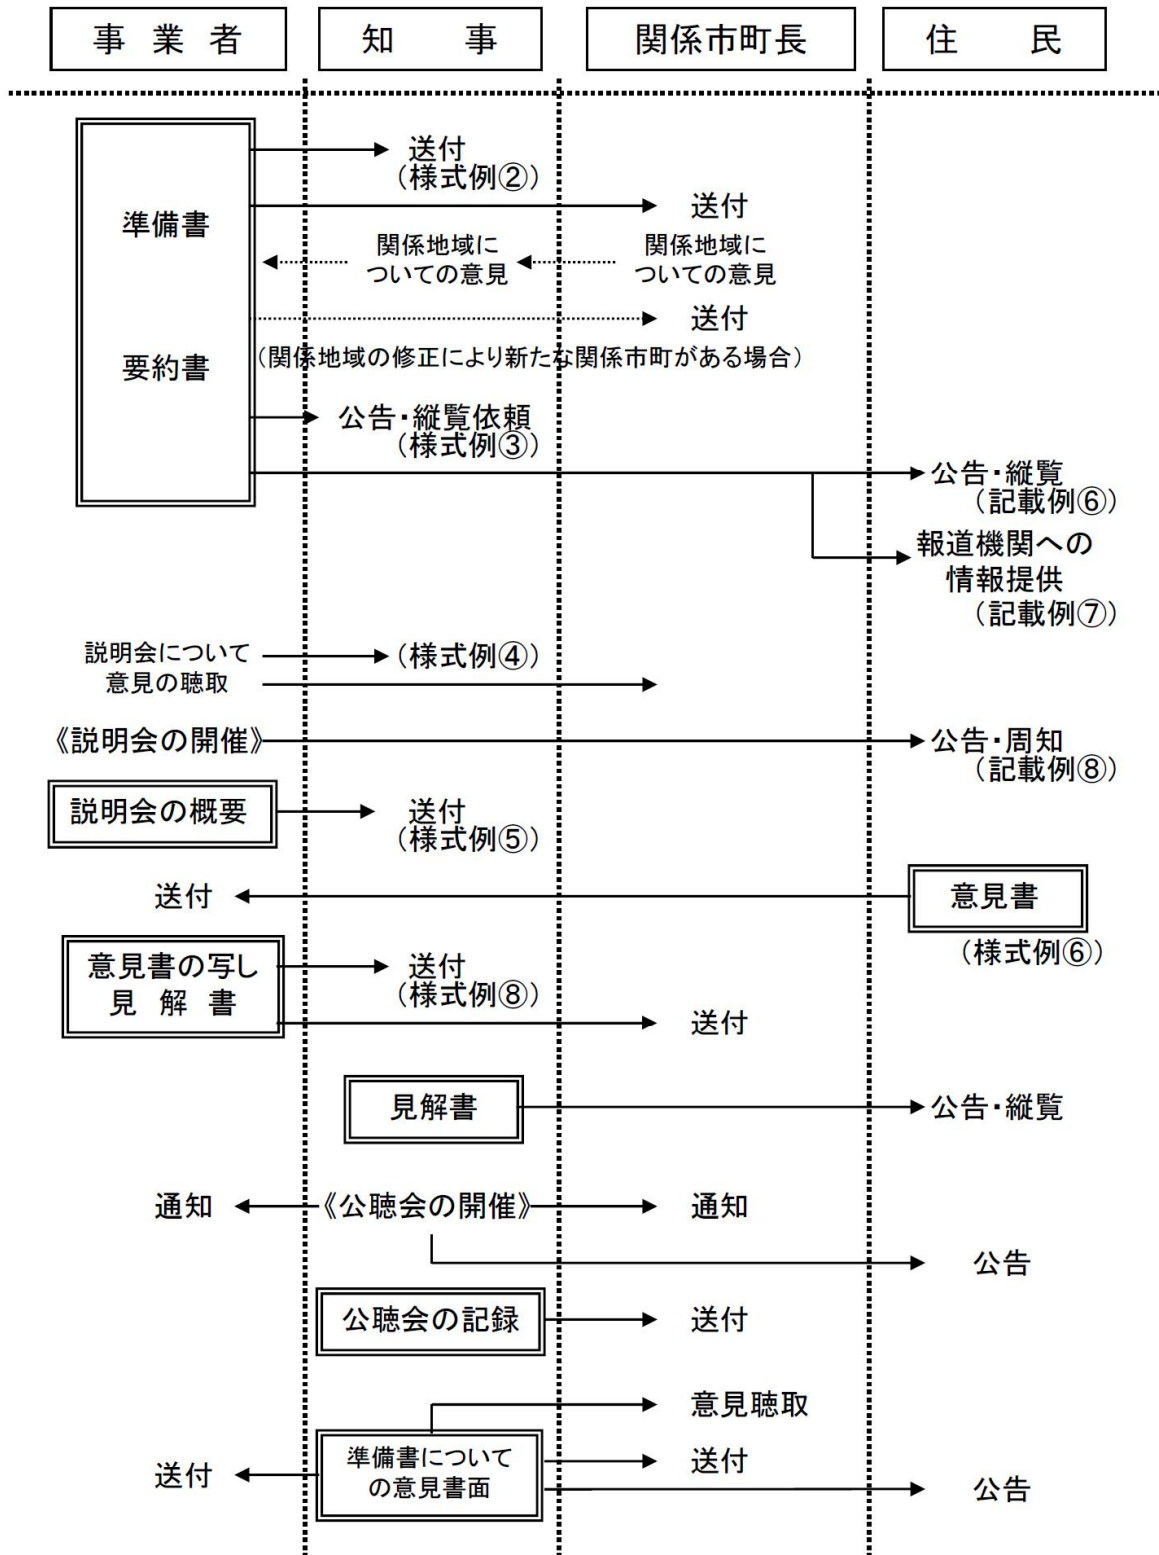 事業者
知事
関係市町長
住民
送付
(様式例②)
準備書
送付
関係地域に
ついての意見
関係地域に
ついての意見
送付
要約書
(関係地域の修正により新たな関係市町がある場合)
公告・縦覧依頼
(様式例③)
公告・縦覧
(記載例⑥)
報道機関への
情報提供
(記載例⑦)
説明会について
意見の聴取
(様式例④)
《説明会の開催》
公告・周知
(記載例⑧)
説明会の概要
送付
(様式例⑤)
送付
意見書
(様式例⑥)
意見書の写し
見解書
送付
(様式例⑧)
送付
見解書
公告・縦覧
通知
《公聴会の開催》
通知
公告
公聴会の記録
送付
意見聴取
送付
準備書について
の意見書面
送付
公告